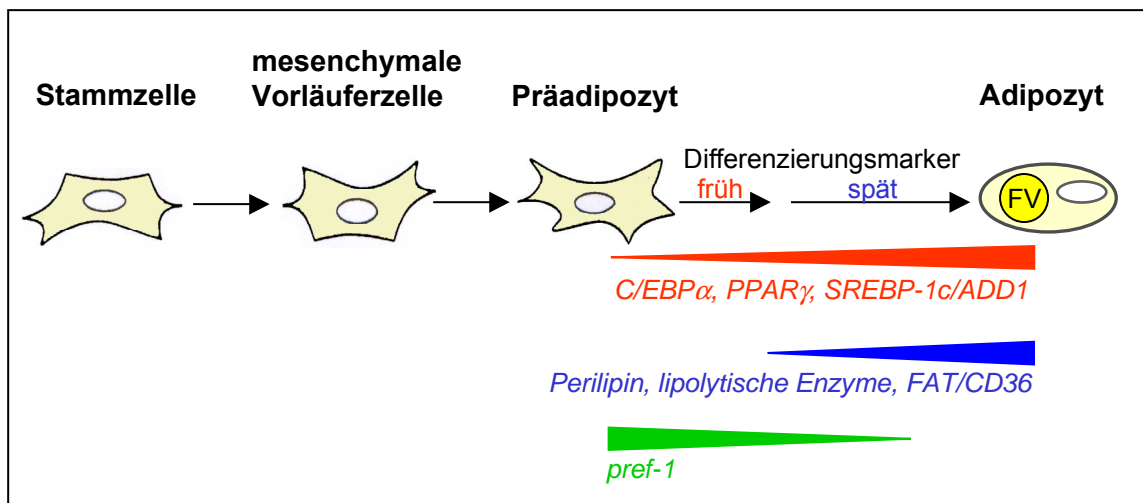 Stammzelle
mesenchymale
Vorläuferzelle
Präadipozyt
Adipozyt
Differenzierungsmarker
früh
spät
FV
C/EBPα, PPARγ, SREBP-1c/ADD1
Perilipin, lipolytische Enzyme, FAT/CD36
pref-1